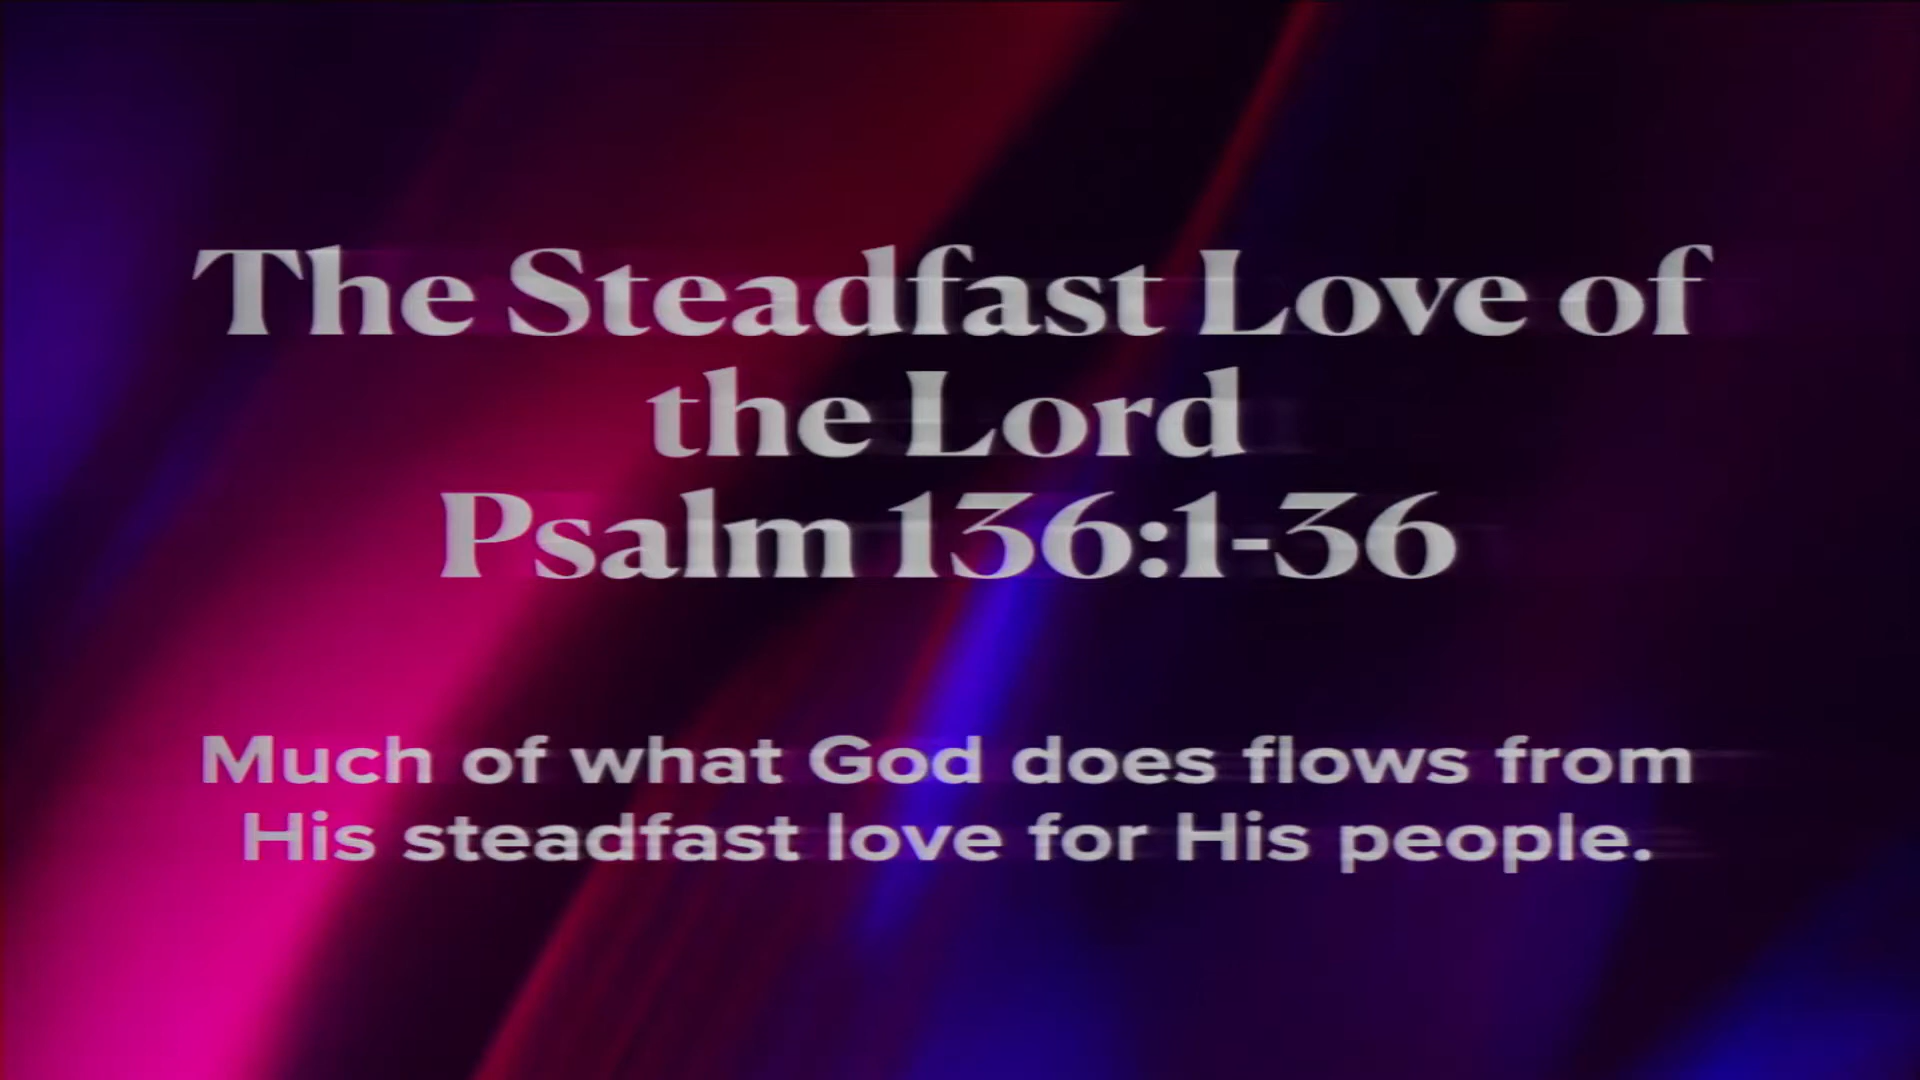 The Steadfast Love of
the Lord
Psalm 136:1-36
Much of what God does flows from
His steadfast love for His people.